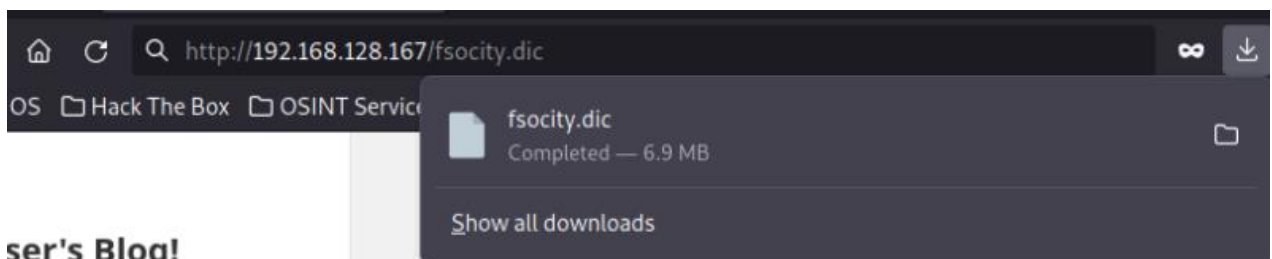 http://192.168.128.167/fsocity.dic
OS Hack The Box OSINT Service
fsocity.dic
Completed — 6.9 MB
Show all downloads
ser's Blog!